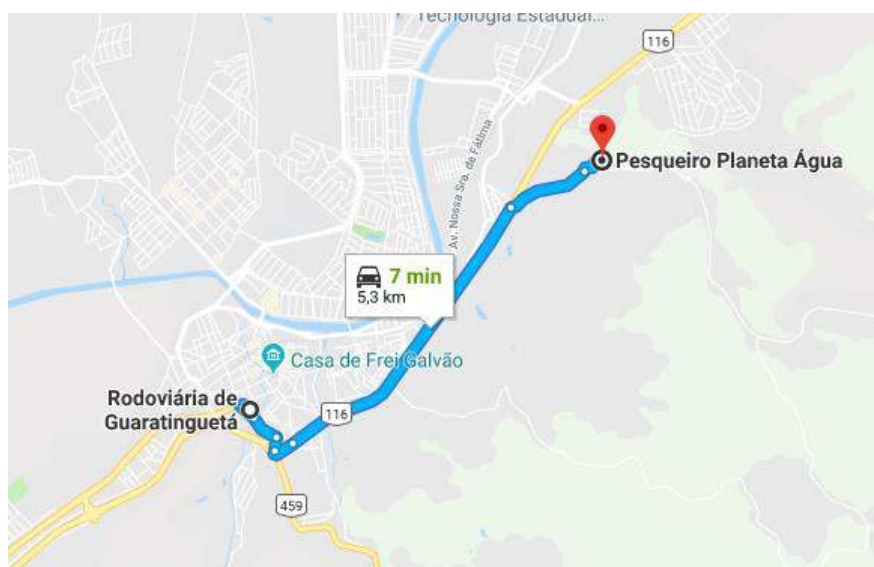 Tecnologia Estadual...
116
Pesqueiro Planeta Água
Av. Nossa Sra. de Fátima
7 min
5,3 km
Casa de Frei Galvão
Rodoviária de
Guaratinguetá
116
459